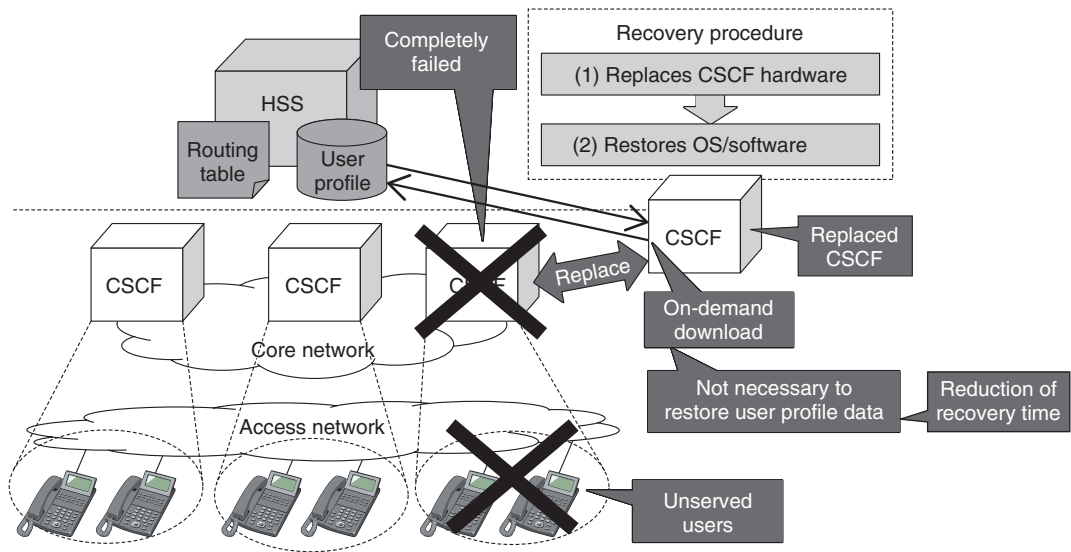 Completely
failed
Recovery procedure
(1) Replaces CSCF hardware
(2) Restores OS/software
HSS
Routing
table
User
profile
CSCF
CSCF
CSCF
CSCF
Replace
Replaced
CSCF
On-demand
download
Core network
Not necessary to
restore user profile data
Reduction of
recovery time
Access network
Unserved
users